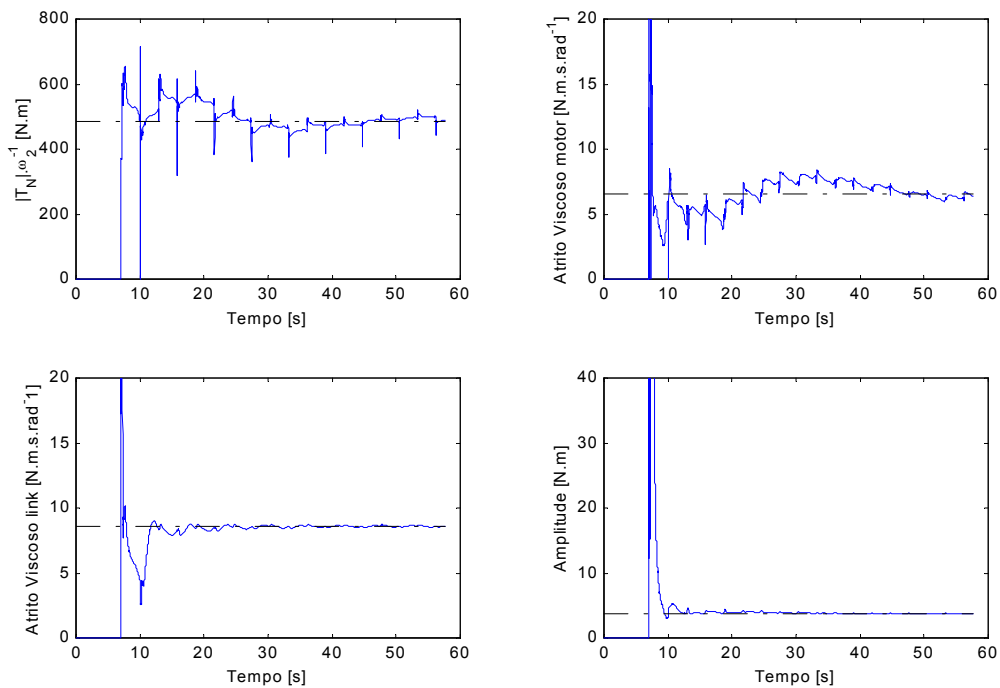 800
600
400
200
0
0 10 20 30 40 50 60
Tempo [s]
|T_N|.ω_2^-1 [N.m]
20
15
10
5
0
0 10 20 30 40 50 60
Tempo [s]
Atrito Viscoso motor [N.m.s.rad^-1]
20
15
10
5
0
0 10 20 30 40 50 60
Tempo [s]
Atrito Viscoso link [N.m.s.rad^-1]
40
30
20
10
0
0 10 20 30 40 50 60
Tempo [s]
Amplitude [N.m]